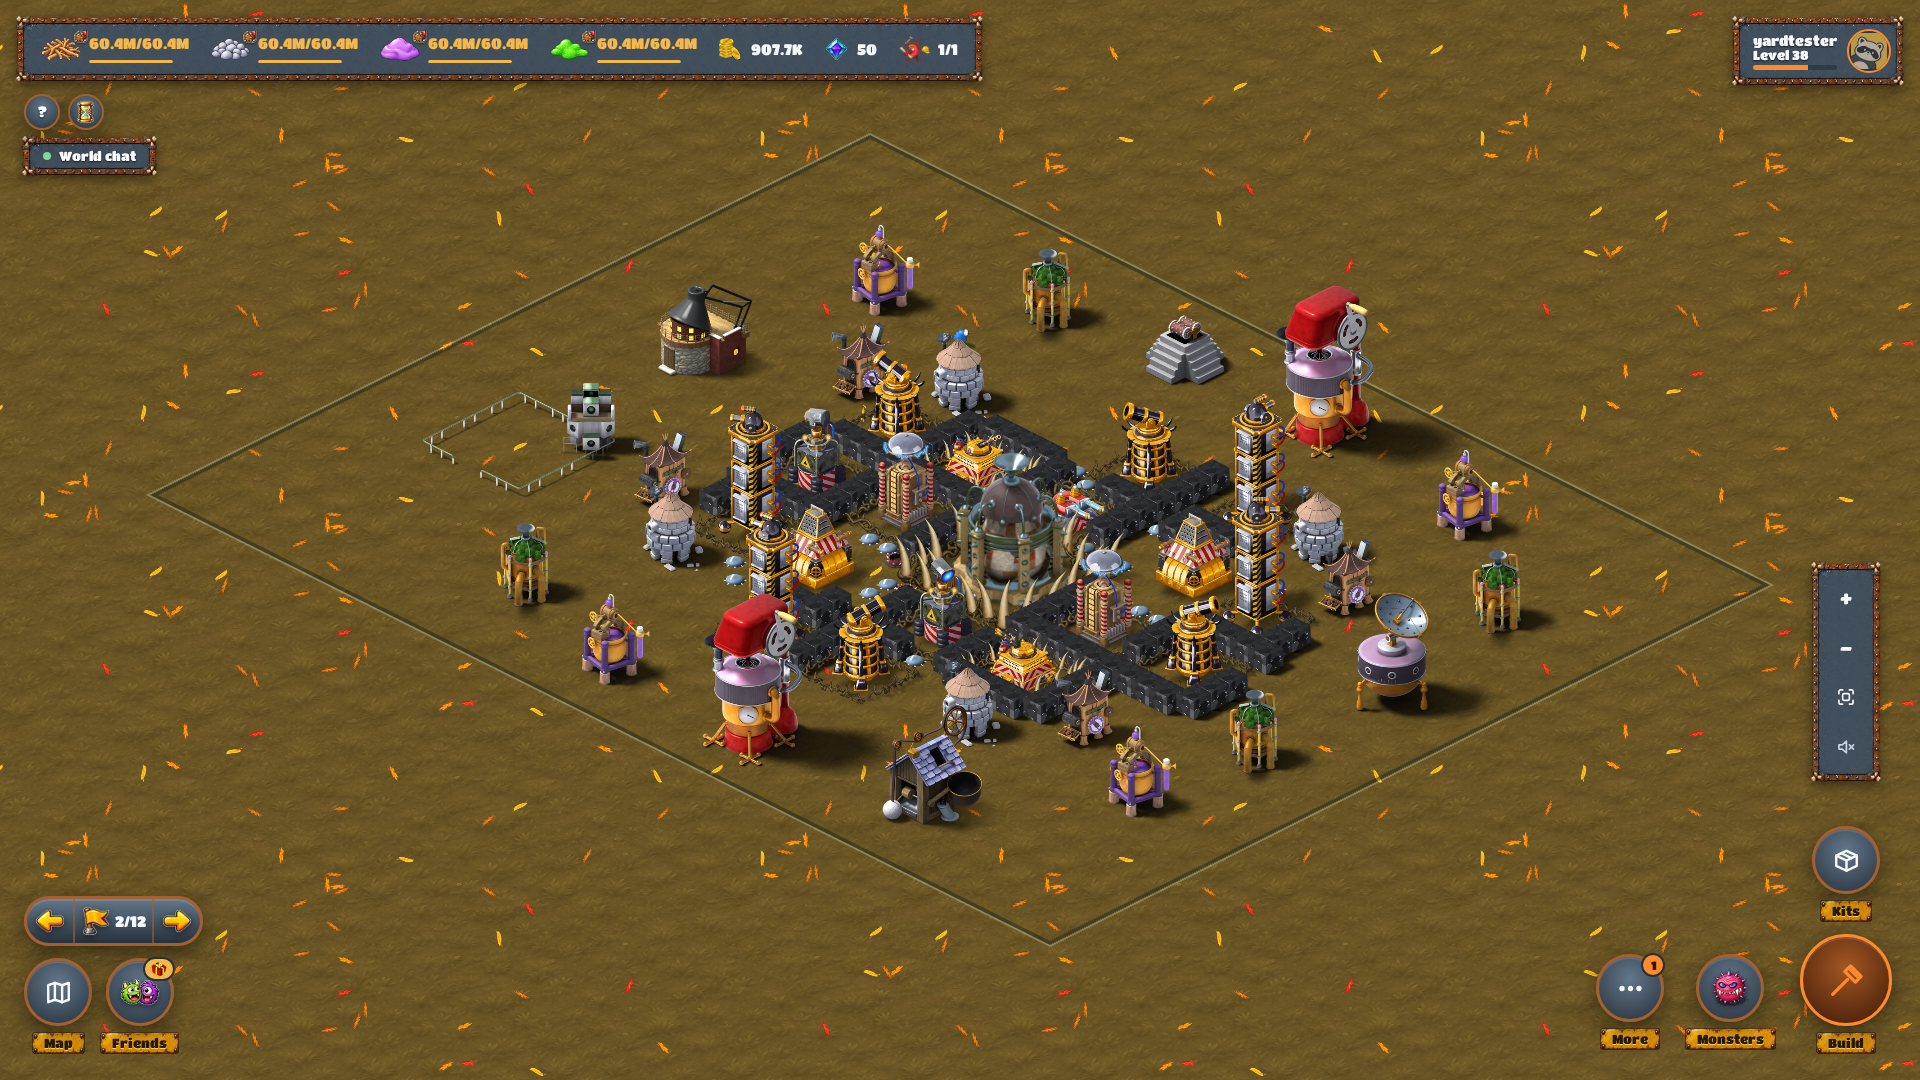 60.4M/60.4M
60.4M/60.4M
60.4M/60.4M
60.4M/60.4M
907.7K
50
1/1
yardtester
Level 38
?
World chat
2/12
Map
Friends
Kits
1
More
Monsters
Build